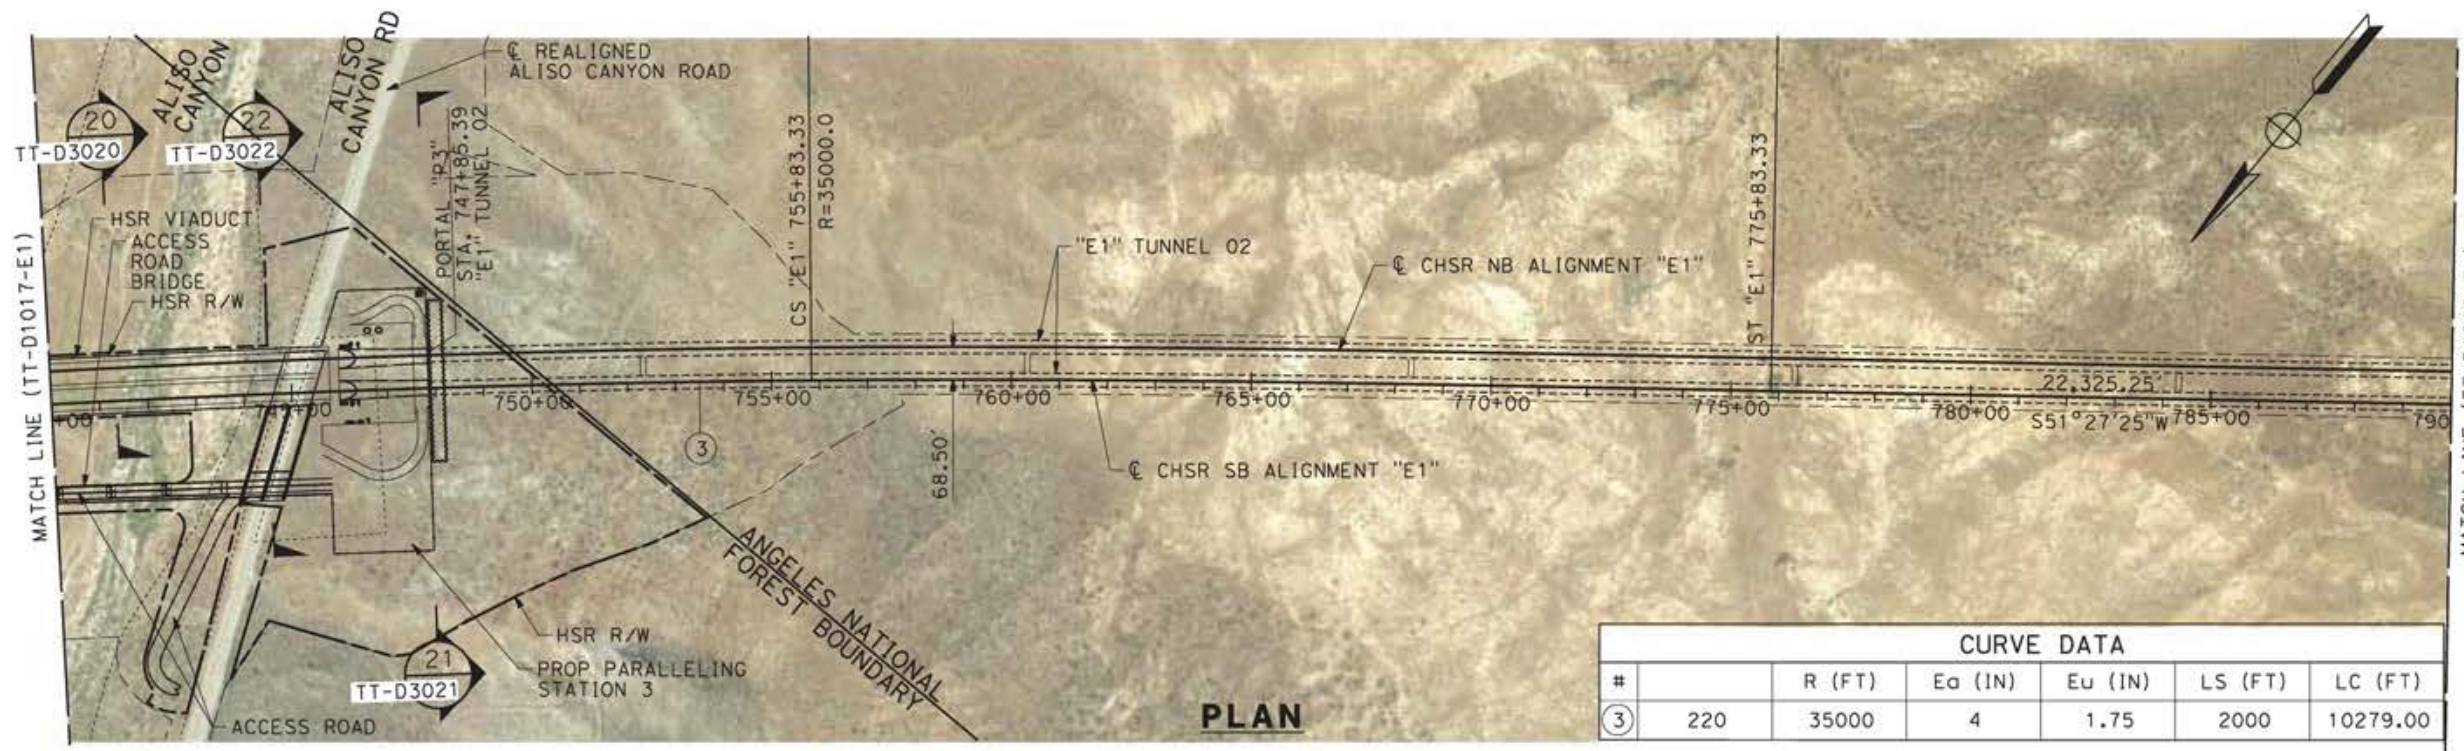 ALISO
CANYON
ALISO
CANYON RD
℄ REALIGNED
ALISO CANYON ROAD
20
TT-D3020
22
TT-D3022
PORTAL "P3"
STA. 747+85.39
"E1" TUNNEL 02
CS "E1" 755+83.33
R=35000.0
ST "E1" 775+83.33
HSR VIADUCT
ACCESS
ROAD
BRIDGE
HSR R/W
"E1" TUNNEL 02
℄ CHSR NB ALIGNMENT "E1"
MATCH LINE (TT-D1017-E1)
+00
750+00
755+00
760+00
765+00
770+00
775+00
780+00
785+00
790
22,325.25'
S51°27'25"W
3
68.50'
℄ CHSR SB ALIGNMENT "E1"
ANGELES NATIONAL
FOREST BOUNDARY
HSR R/W
PROP PARALLELING
STATION 3
21
TT-D3021
ACCESS ROAD
PLAN
CURVE DATA
# R (FT) Ea (IN) Eu (IN) LS (FT) LC (FT)
3 220 35000 4 1.75 2000 10279.00